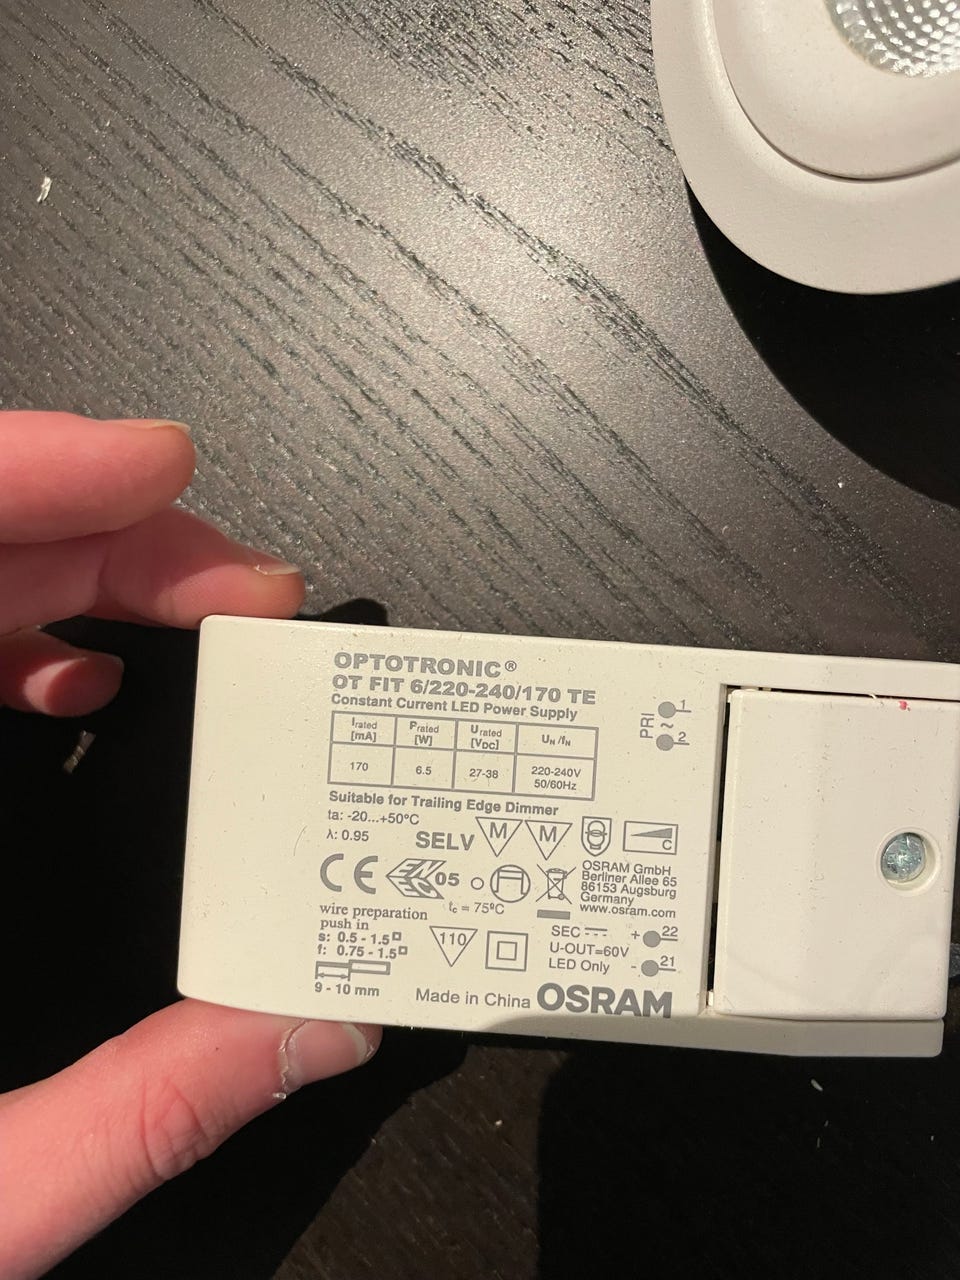 OPTOTRONIC®
OT FIT 6/220-240/170 TE
Constant Current LED Power Supply
Irated [mA] Prated [W] Urated [VDC] UN/fN
170 6.5 27-38 220-240V 50/60Hz
PRI ~ 1 2
Suitable for Trailing Edge Dimmer
ta: -20...+50°C
λ: 0.95
SELV M M C
CE ENEC 05
tc = 75°C
OSRAM GmbH
Berliner Allee 65
86153 Augsburg
Germany
www.osram.com
wire preparation
push in
s: 0.5 - 1.5
f: 0.75 - 1.5
9 - 10 mm
110
SEC + 22
U-OUT=60V
LED Only - 21
Made in China OSRAM